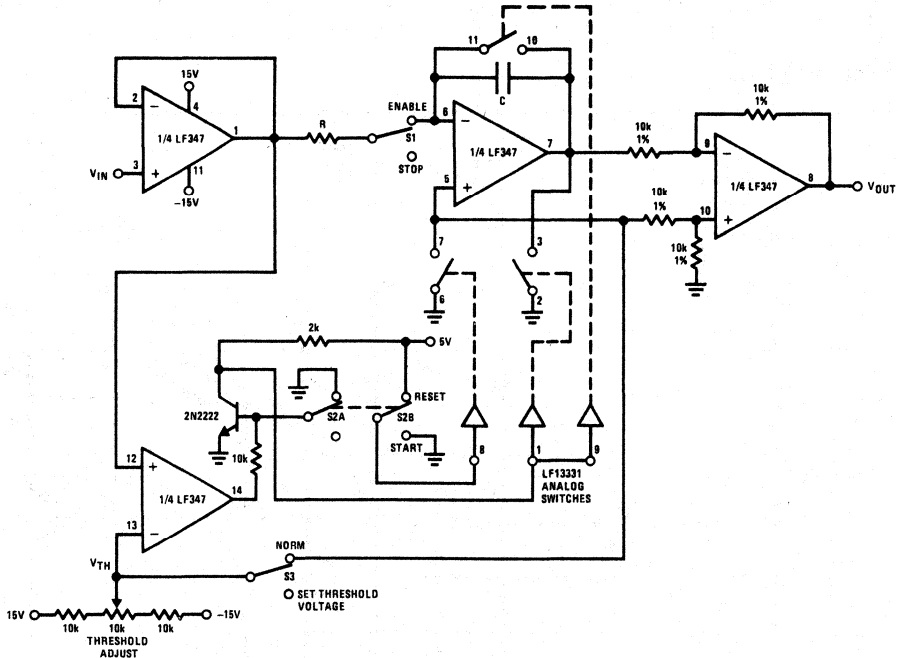 11
10
15V
2
−
4
C
10k
1%
ENABLE
6
−
1/4 LF347
1
R
S1
1/4 LF347
7
10k
1%
9
−
VIN
3
+
11
−15V
STOP
5
+
10k
1%
1/4 LF347
8
VOUT
10
+
7
3
10k
1%
6
2
2k
5V
RESET
2N2222
S2A
S2B
START
10k
8
1
9
LF13331
ANALOG
SWITCHES
12
+
1/4 LF347
14
13
−
NORM
VTH
S3
SET THRESHOLD
VOLTAGE
15V
−15V
10k
10k
10k
THRESHOLD
ADJUST